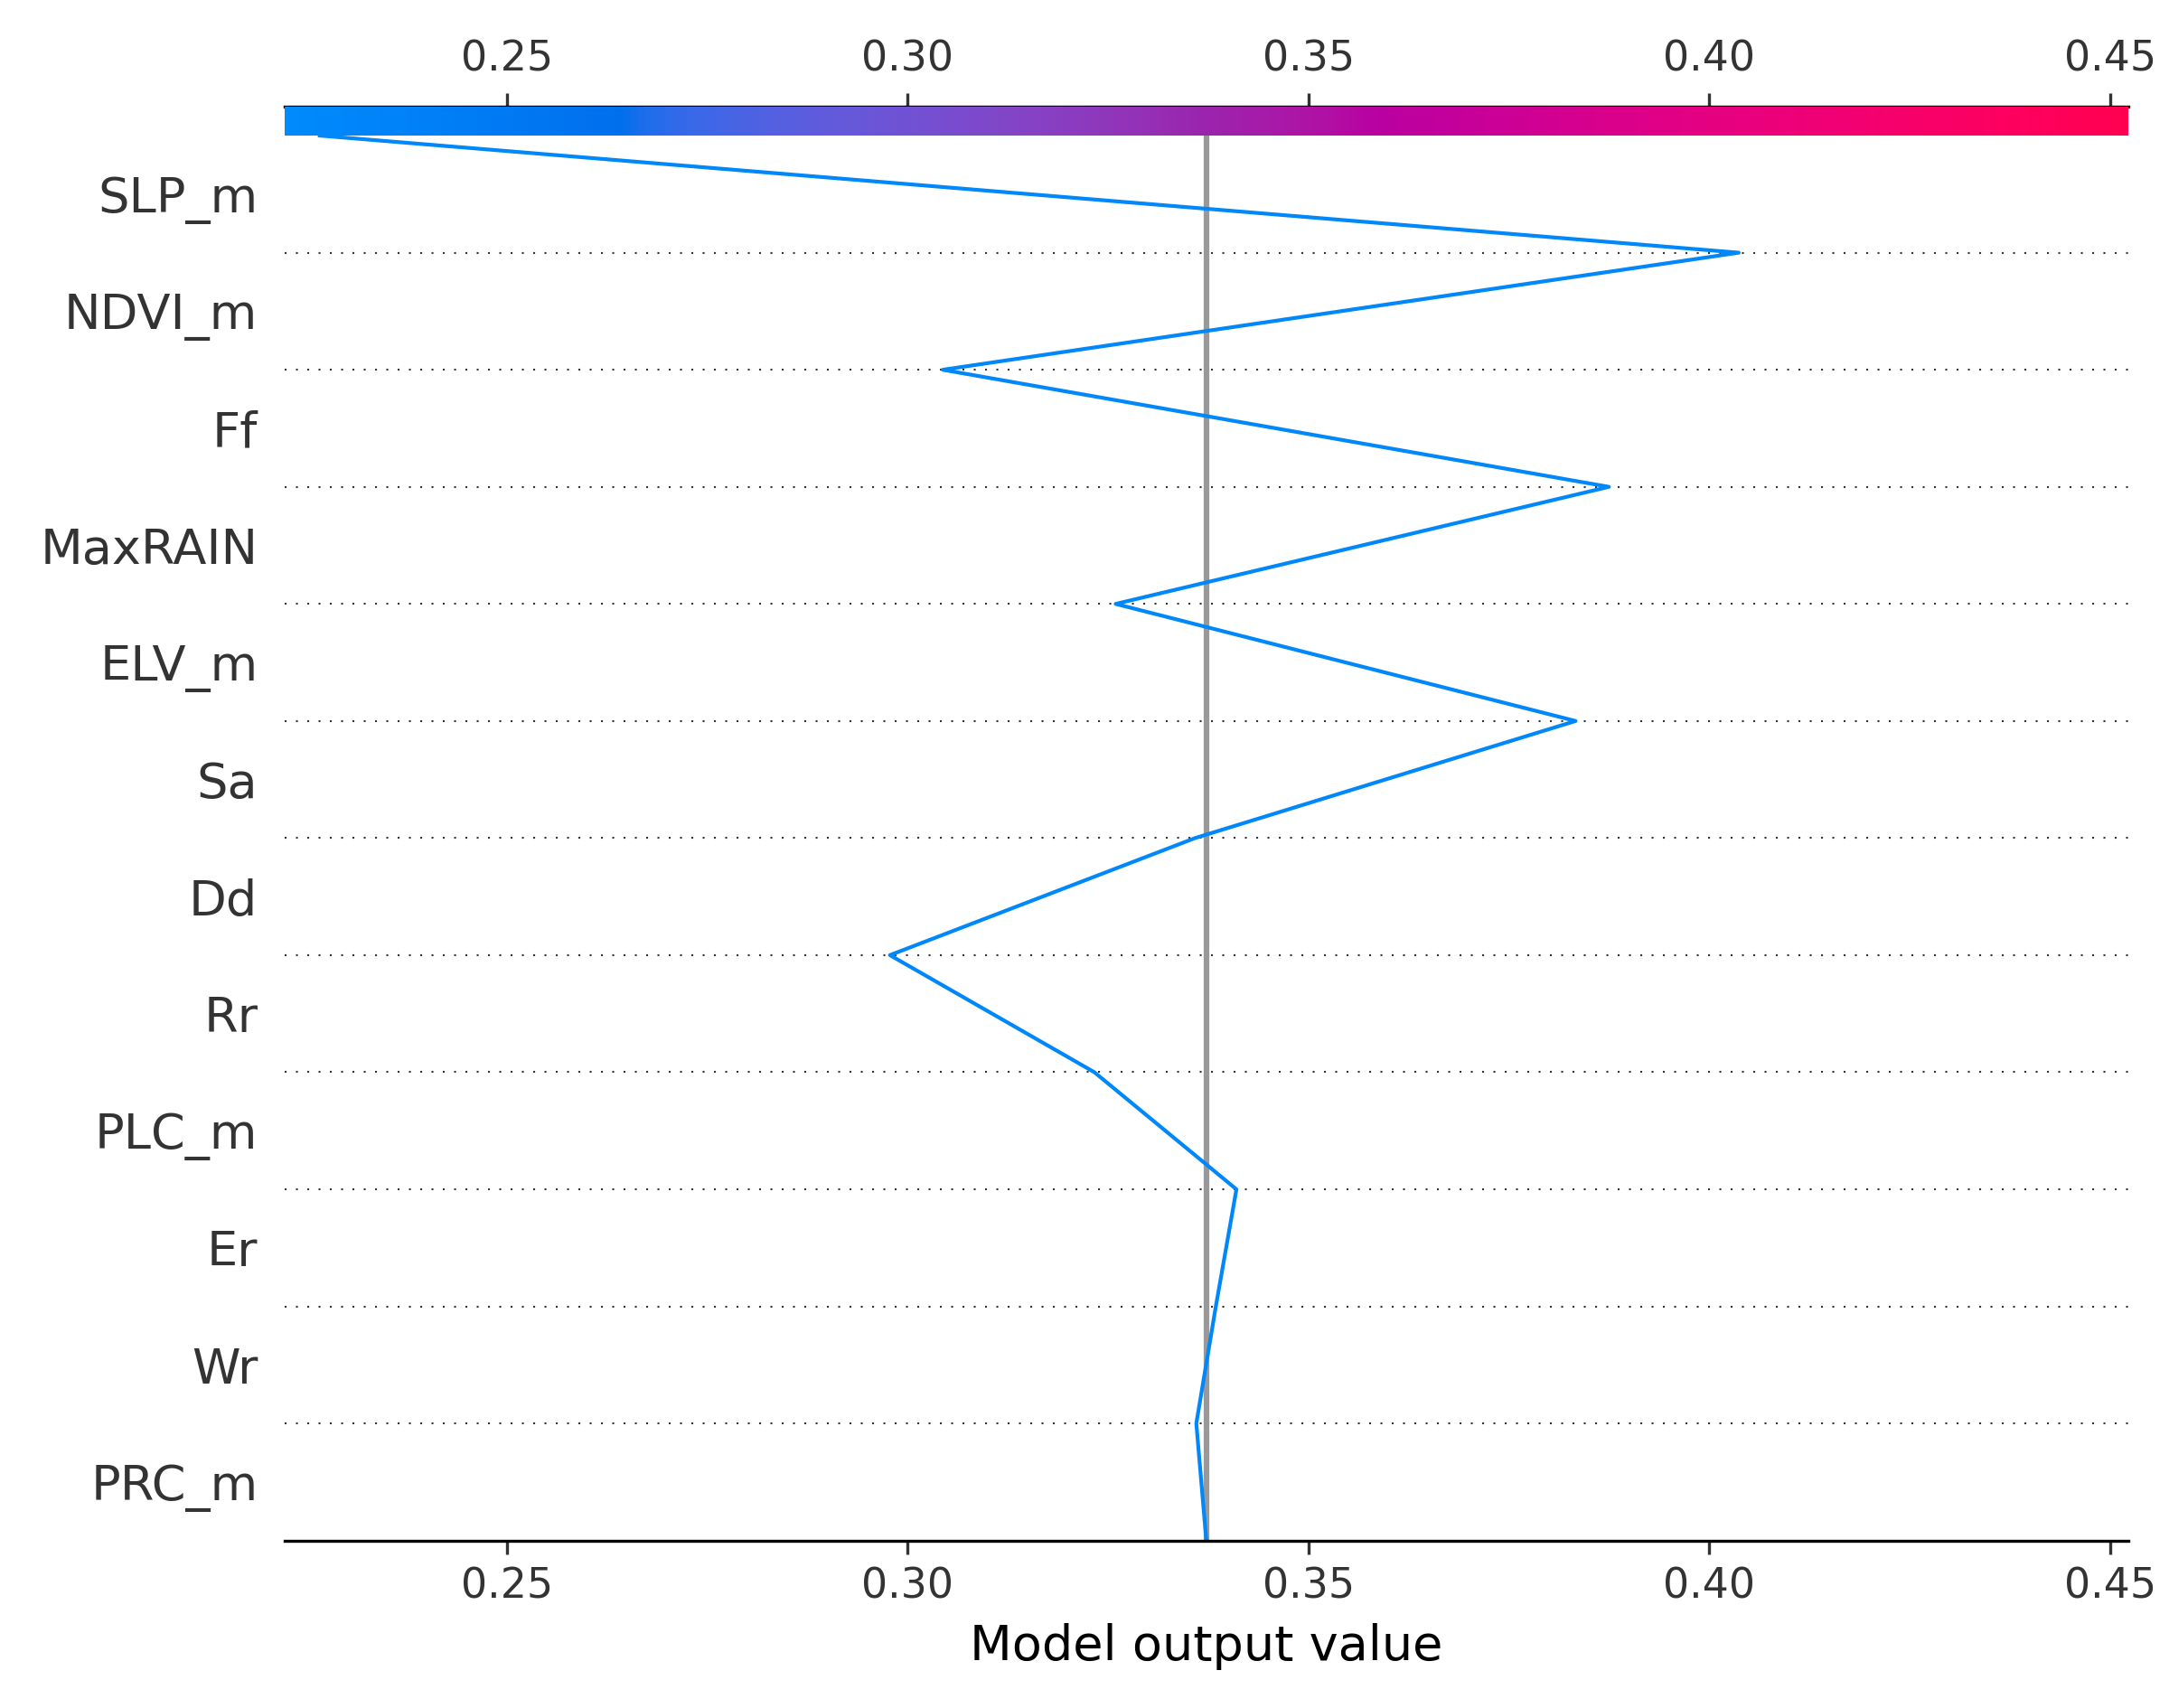 0.25 0.30 0.35 0.40 0.45
SLP_m
NDVI_m
Ff
MaxRAIN
ELV_m
Sa
Dd
Rr
PLC_m
Er
Wr
PRC_m
0.25 0.30 0.35 0.40 0.45
Model output value